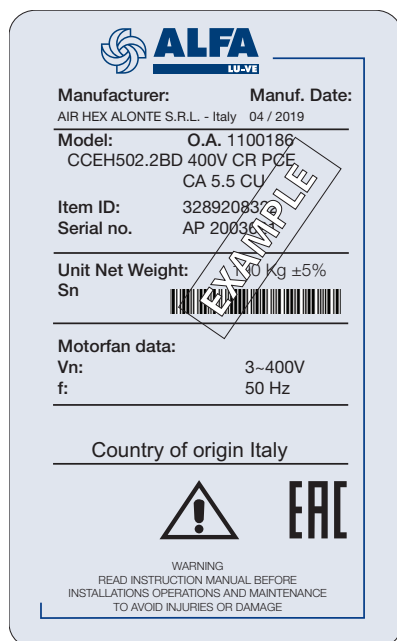 ALFA
LU-VE
Manufacturer: Manuf. Date:
AIR HEX ALONTE S.R.L. - Italy 04 / 2019
Model: O.A. 1100186
CCEH502.2BD 400V CR PCE
CA 5.5 CU
Item ID:
Serial no. AP
Unit Net Weight: Kg ±5%
Sn
EXAMPLE
Motorfan data:
Vn: 3~400V
f: 50 Hz
Country of origin Italy
EAC
WARNING
READ INSTRUCTION MANUAL BEFORE
INSTALLATIONS OPERATIONS AND MAINTENANCE
TO AVOID INJURIES OR DAMAGE